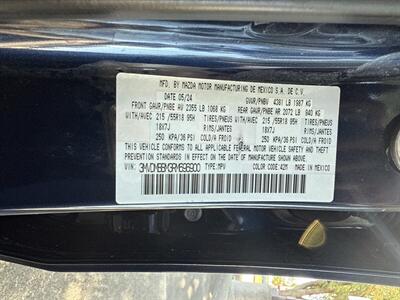 MFD. BY MAZDA MOTOR MANUFACTURING DE MEXICO S.A. DE C.V.
DATE: 05/24 GVWR/PNBV 4381 LB 1987 KG
FRONT GAWR/PNBE AV 2355 LB 1068 KG REAR GAWR/PNBE AR 2072 LB 940 KG
WITH/AVEC 215 /55R18 95H TIRES/PNEUS WITH/AVEC 215 /55R18 95H TIRES/PNEUS
18X7J RIMS/JANTES 18X7J RIMS/JANTES
250 KPA/36 PSI COLD/A FROID 250 KPA/36 PSI COLD/A FROID
THIS VEHICLE CONFORMS TO ALL APPLICABLE FEDERAL MOTOR VEHICLE SAFETY AND THEFT
PREVENTION STANDARDS IN EFFECT ON THE DATE OF MANUFACTURE SHOWN ABOVE.
VIN: TYPE:MPV COLOR CODE:42M MADE IN MEXICO